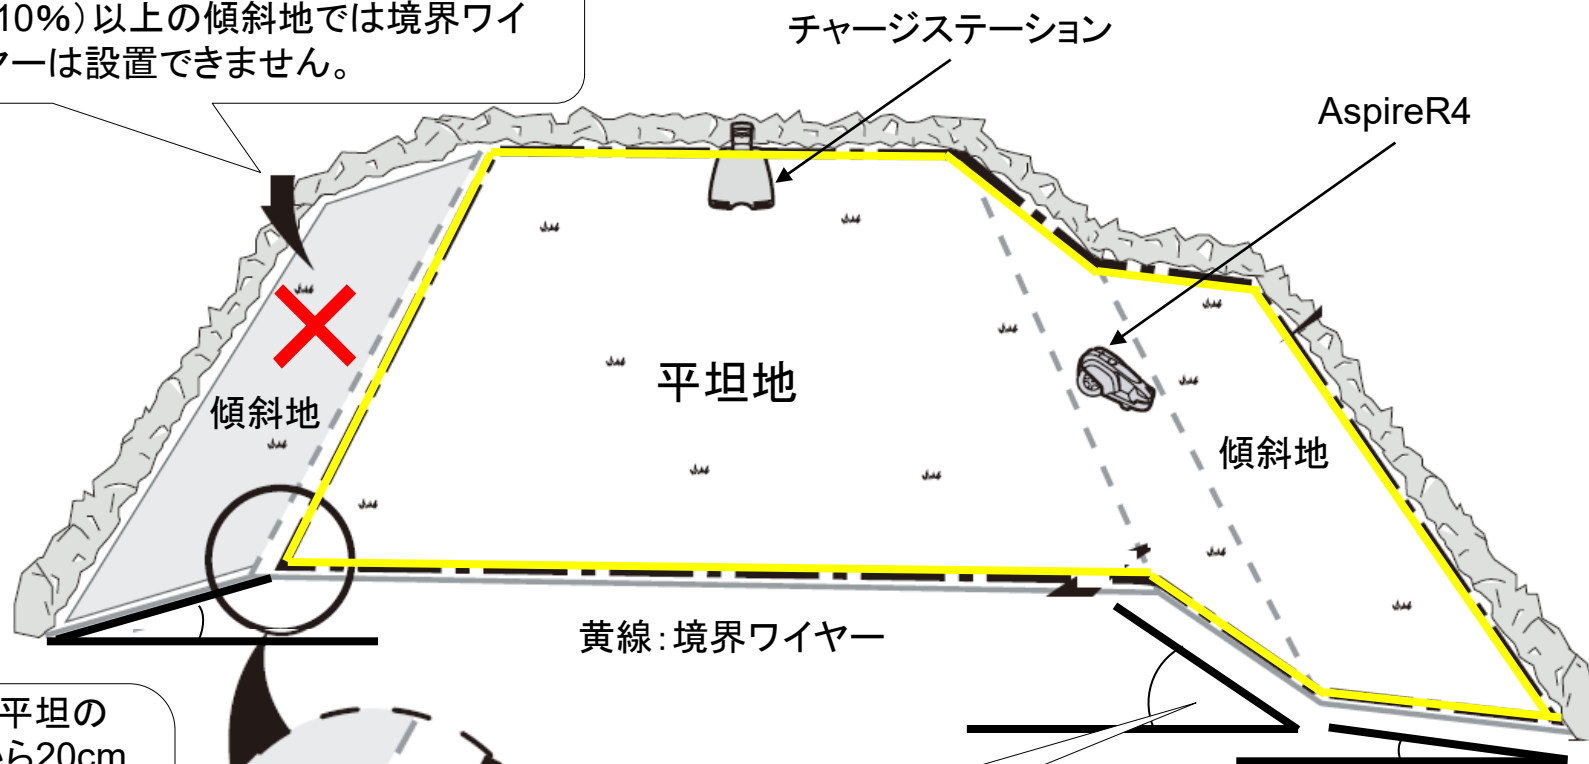 10%）以上の傾斜地では境界ワイ
ヤーは設置できません。
チャージステーション
AspireR4
平坦地
傾斜地
傾斜地
黄線：境界ワイヤー
平坦の
から20cm